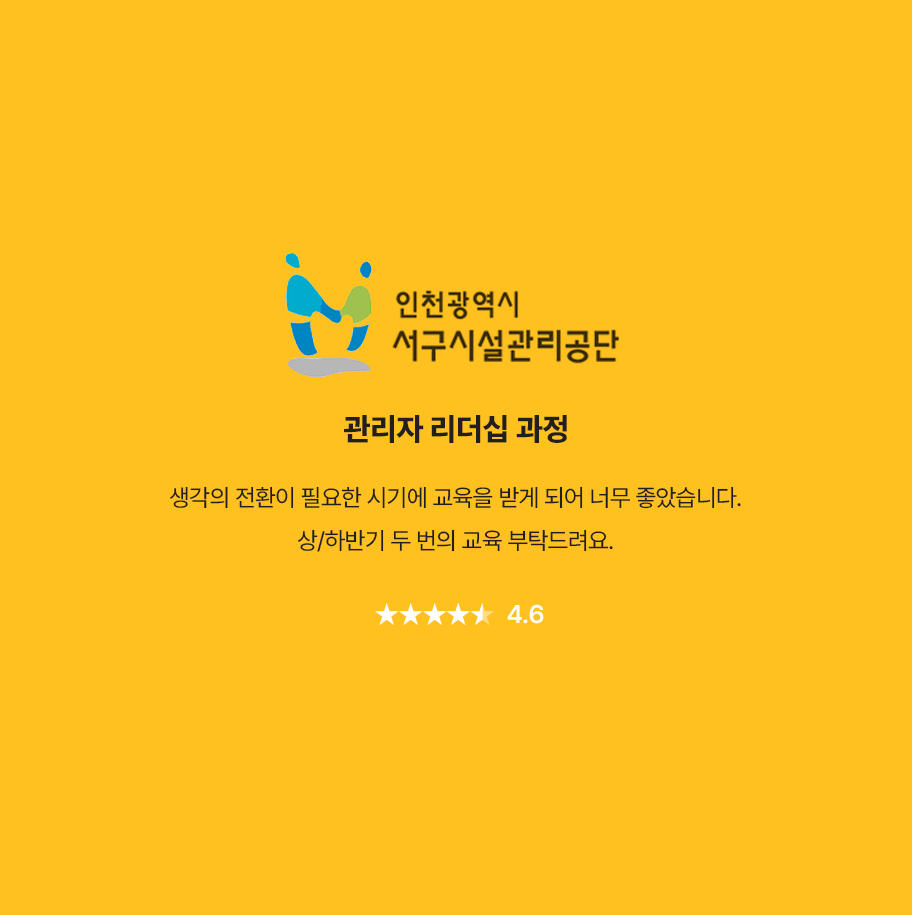 인천광역시
서구시설관리공단
관리자 리더십 과정
생각의 전환이 필요한 시기에 교육을 받게 되어 너무 좋았습니다.
상/하반기 두 번의 교육 부탁드려요.
★★★★★ 4.6